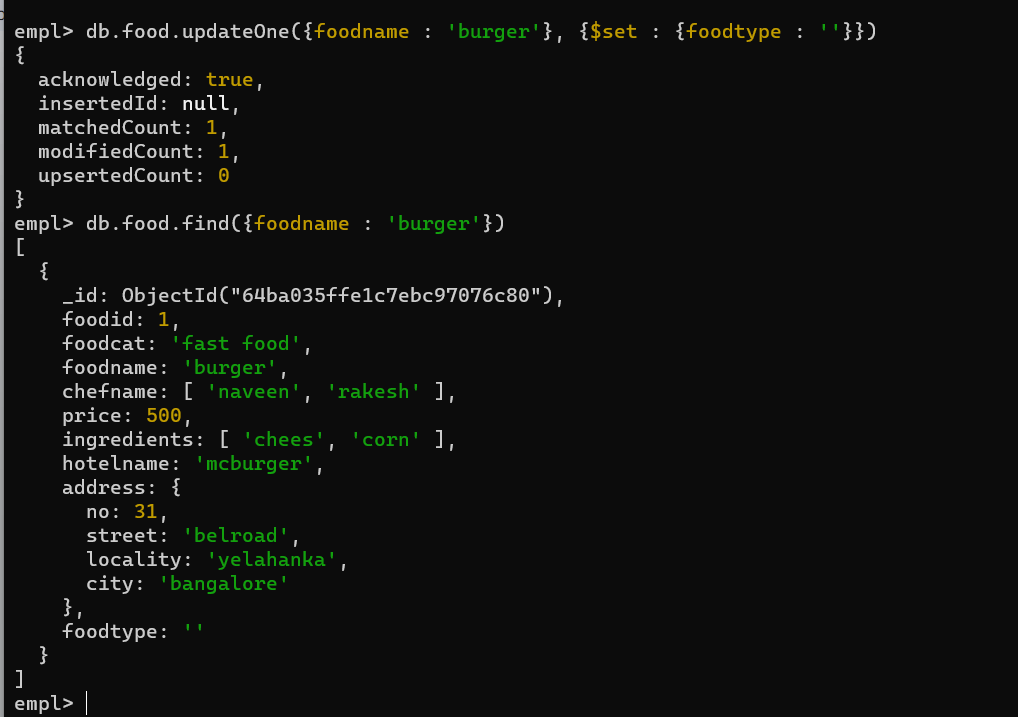 empl> db.food.updateOne({foodname : 'burger'}, {$set : {foodtype : ''}})
{
  acknowledged: true,
  insertedId: null,
  matchedCount: 1,
  modifiedCount: 1,
  upsertedCount: 0
}
empl> db.food.find({foodname : 'burger'})
[
  {
    _id: ObjectId("64ba035ffe1c7ebc97076c80"),
    foodid: 1,
    foodcat: 'fast food',
    foodname: 'burger',
    chefname: [ 'naveen', 'rakesh' ],
    price: 500,
    ingredients: [ 'chees', 'corn' ],
    hotelname: 'mcburger',
    address: {
      no: 31,
      street: 'belroad',
      locality: 'yelahanka',
      city: 'bangalore'
    },
    foodtype: ''
  }
]
empl>